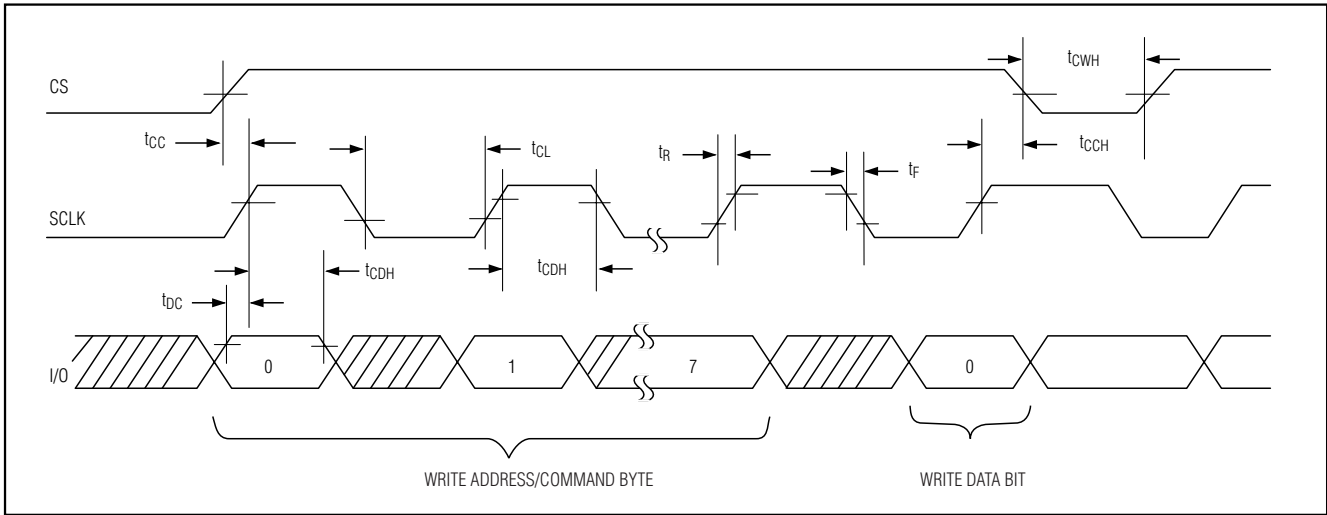 tCWH
CS
tCC
tCL
tR
tCCH
tF
SCLK
tCDH
tCDH
tDC
I/O
0
1
7
0
WRITE ADDRESS/COMMAND BYTE
WRITE DATA BIT